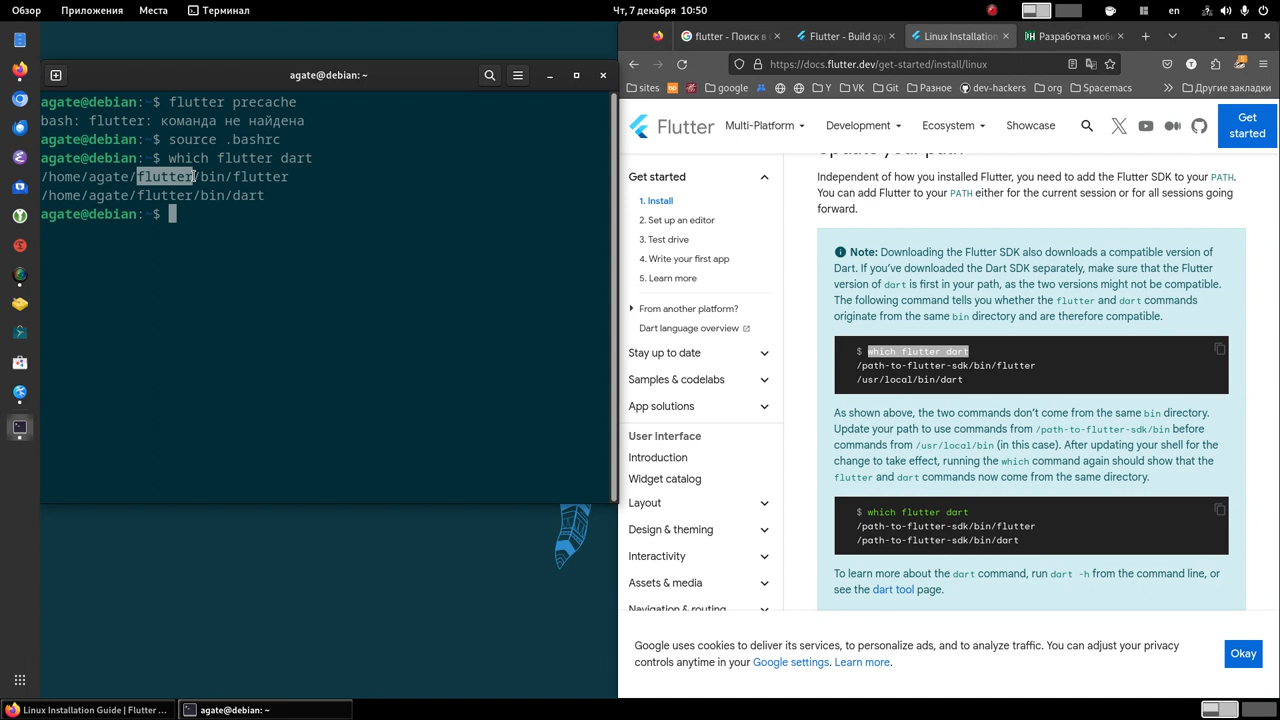 Обзор Приложения Места Терминал Чт, 7 декабря 10:50 en
agate@debian: ~
agate@debian:~$ flutter precache
bash: flutter: команда не найдена
agate@debian:~$ source .bashrc
agate@debian:~$ which flutter dart
/home/agate/flutter/bin/flutter
/home/agate/flutter/bin/dart
agate@debian:~$
flutter - Поиск в G Flutter - Build app Linux Installation Разработка моби
https://docs.flutter.dev/get-started/install/linux
sites google Y VK Git Разное dev-hackers org Spacemacs Другие закладки
Flutter Multi-Platform Development Ecosystem Showcase Get started
Get started
1. Install
2. Set up an editor
3. Test drive
4. Write your first app
5. Learn more
From another platform?
Dart language overview
Stay up to date
Samples & codelabs
App solutions
User Interface
Introduction
Widget catalog
Layout
Design & theming
Interactivity
Assets & media
Navigation & routing
Update your path
Independent of how you installed Flutter, you need to add the Flutter SDK to your PATH.
You can add Flutter to your PATH either for the current session or for all sessions going
forward.
Note: Downloading the Flutter SDK also downloads a compatible version of
Dart. If you’ve downloaded the Dart SDK separately, make sure that the Flutter
version of dart is first in your path, as the two versions might not be compatible.
The following command tells you whether the flutter and dart commands
originate from the same bin directory and are therefore compatible.
$ which flutter dart
/path-to-flutter-sdk/bin/flutter
/usr/local/bin/dart
As shown above, the two commands don’t come from the same bin directory.
Update your path to use commands from /path-to-flutter-sdk/bin before
commands from /usr/local/bin (in this case). After updating your shell for the
change to take effect, running the which command again should show that the
flutter and dart commands now come from the same directory.
$ which flutter dart
/path-to-flutter-sdk/bin/flutter
/path-to-flutter-sdk/bin/dart
To learn more about the dart command, run dart -h from the command line, or
see the dart tool page.
Google uses cookies to deliver its services, to personalize ads, and to analyze traffic. You can adjust your privacy
controls anytime in your Google settings. Learn more.
Okay
Linux Installation Guide | Flutter ... agate@debian: ~